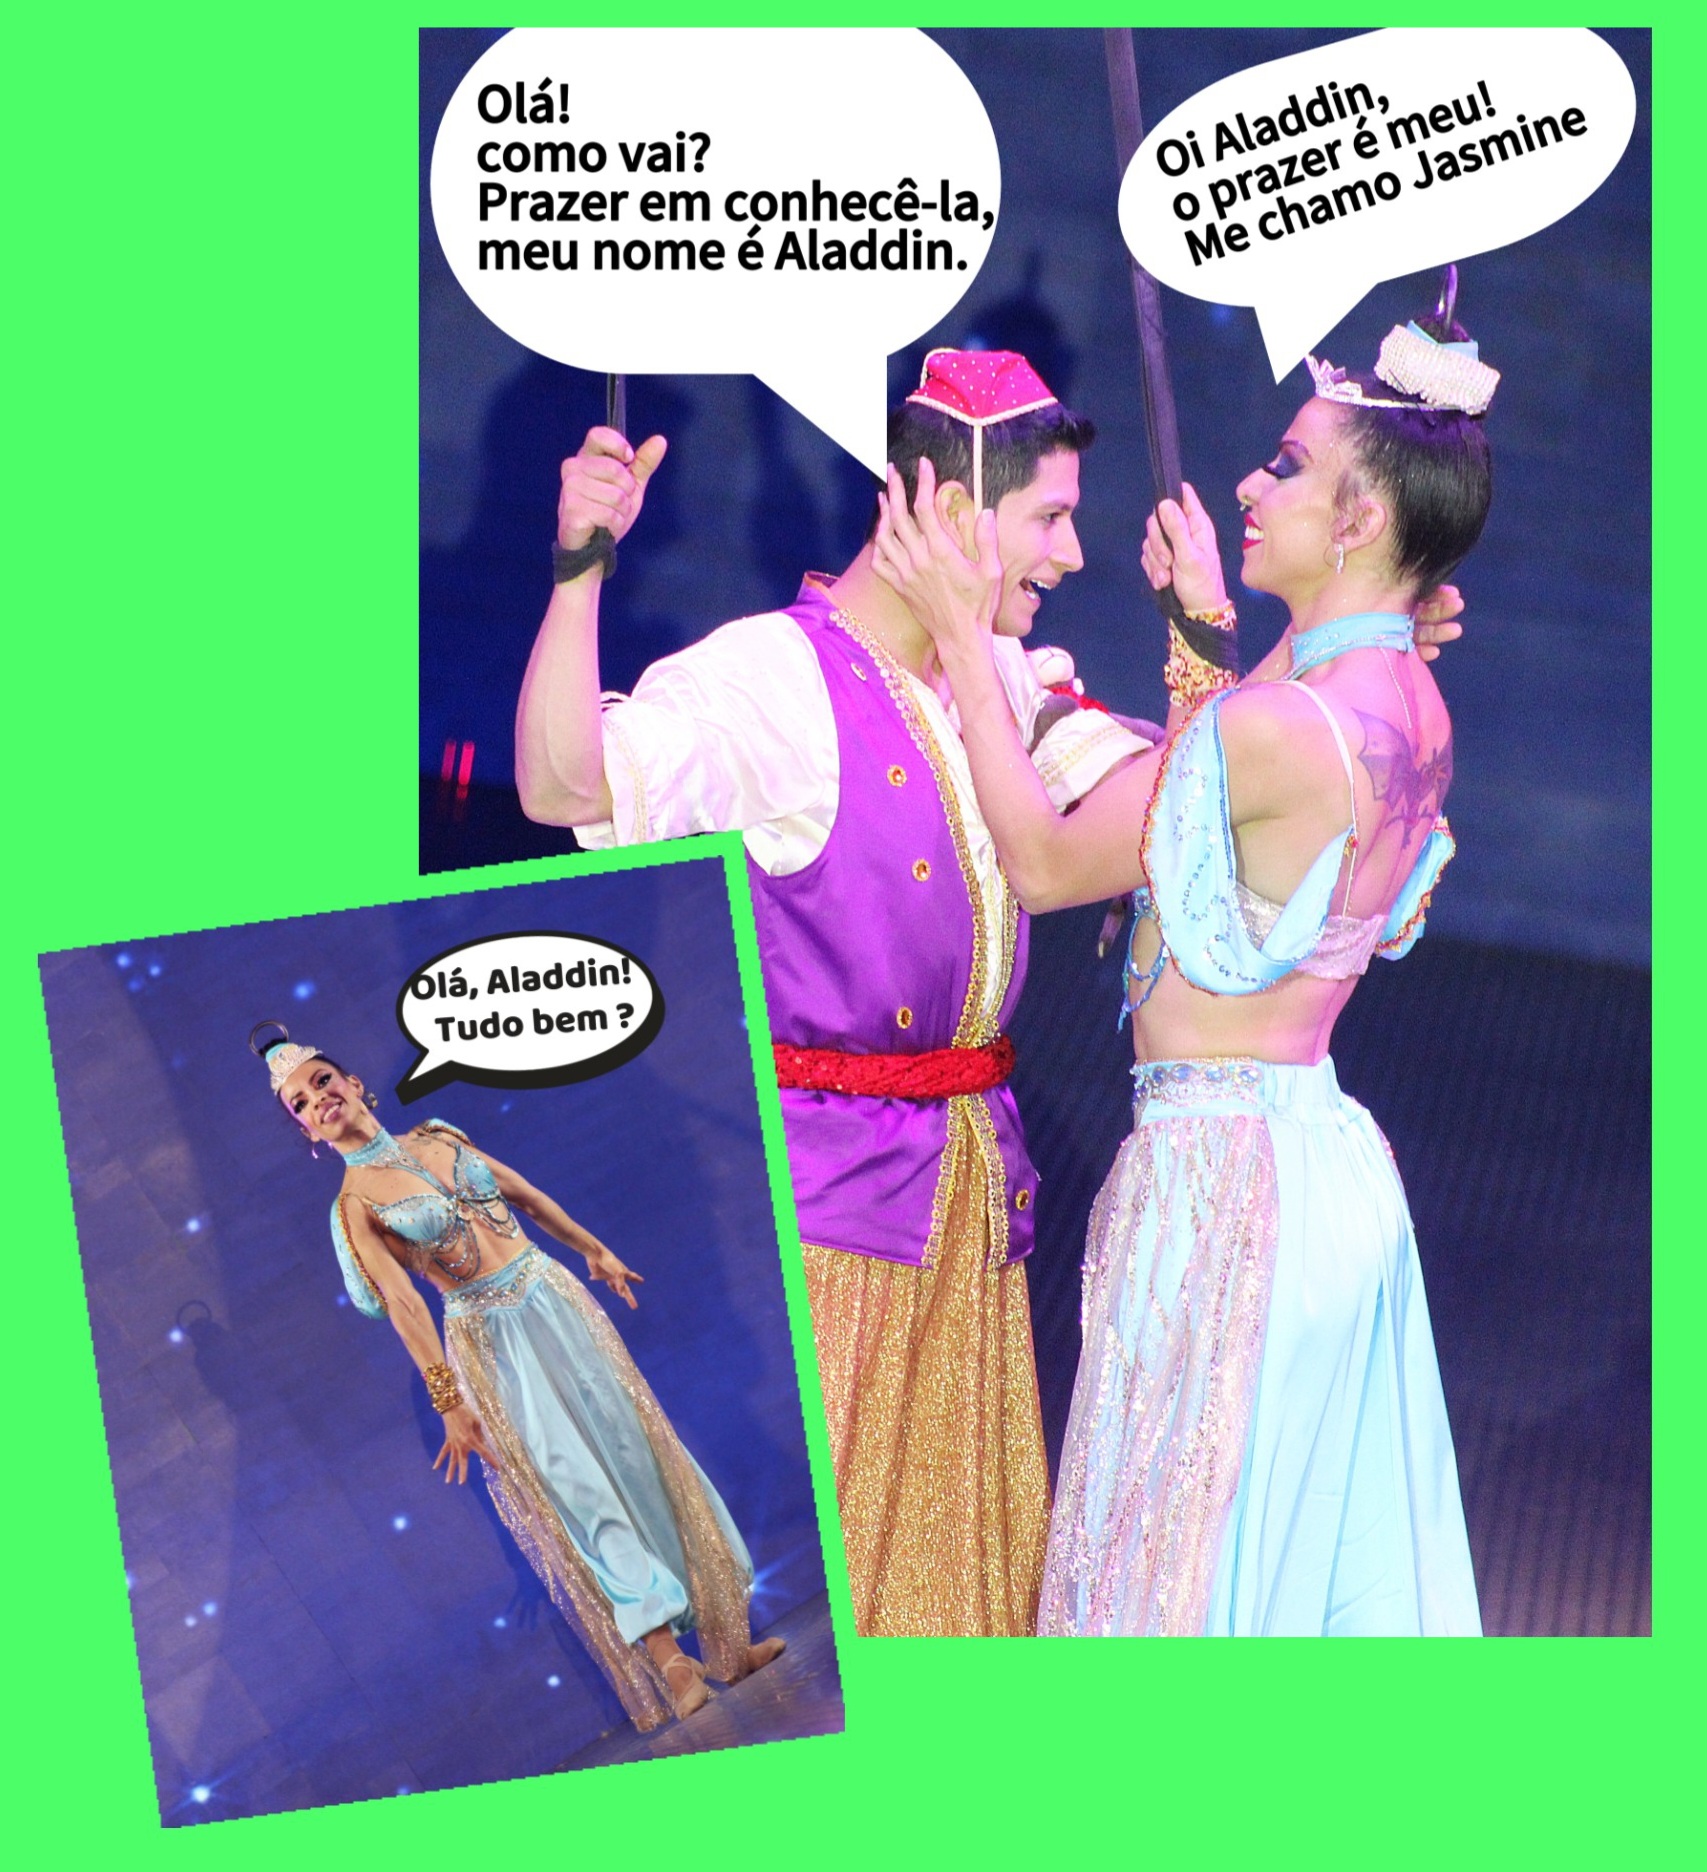 Olá!
como vai?
Prazer em conhecê-la,
meu nome é Aladdin.
Oi Aladdin,
o prazer é meu!
Me chamo Jasmine
Olá, Aladdin!
Tudo bem ?